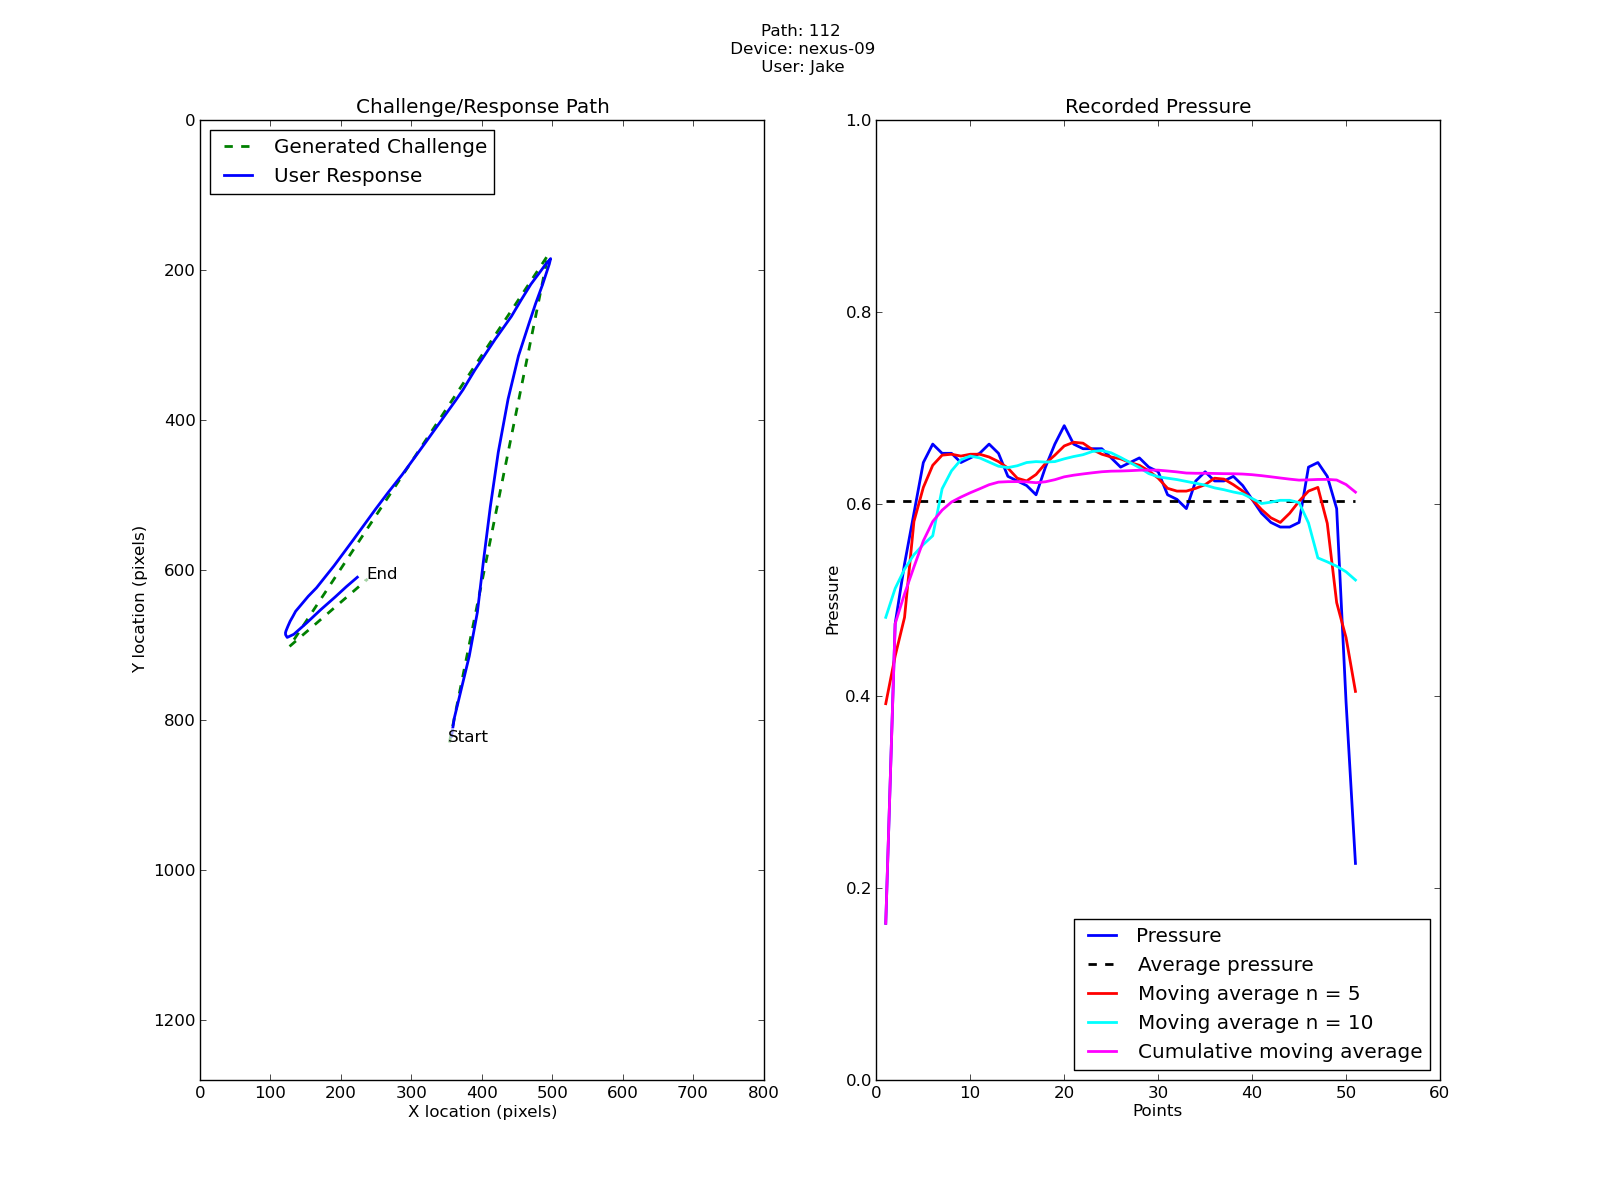 Path: 112
Device: nexus-09
User: Jake
Challenge/Response Path
Generated Challenge
User Response
0
200
400
600
800
1000
1200
Y location (pixels)
End
Start
0 100 200 300 400 500 600 700 800
X location (pixels)
Recorded Pressure
1.0
0.8
0.6
0.4
0.2
0.0
Pressure
Pressure
Average pressure
Moving average n = 5
Moving average n = 10
Cumulative moving average
0 10 20 30 40 50 60
Points